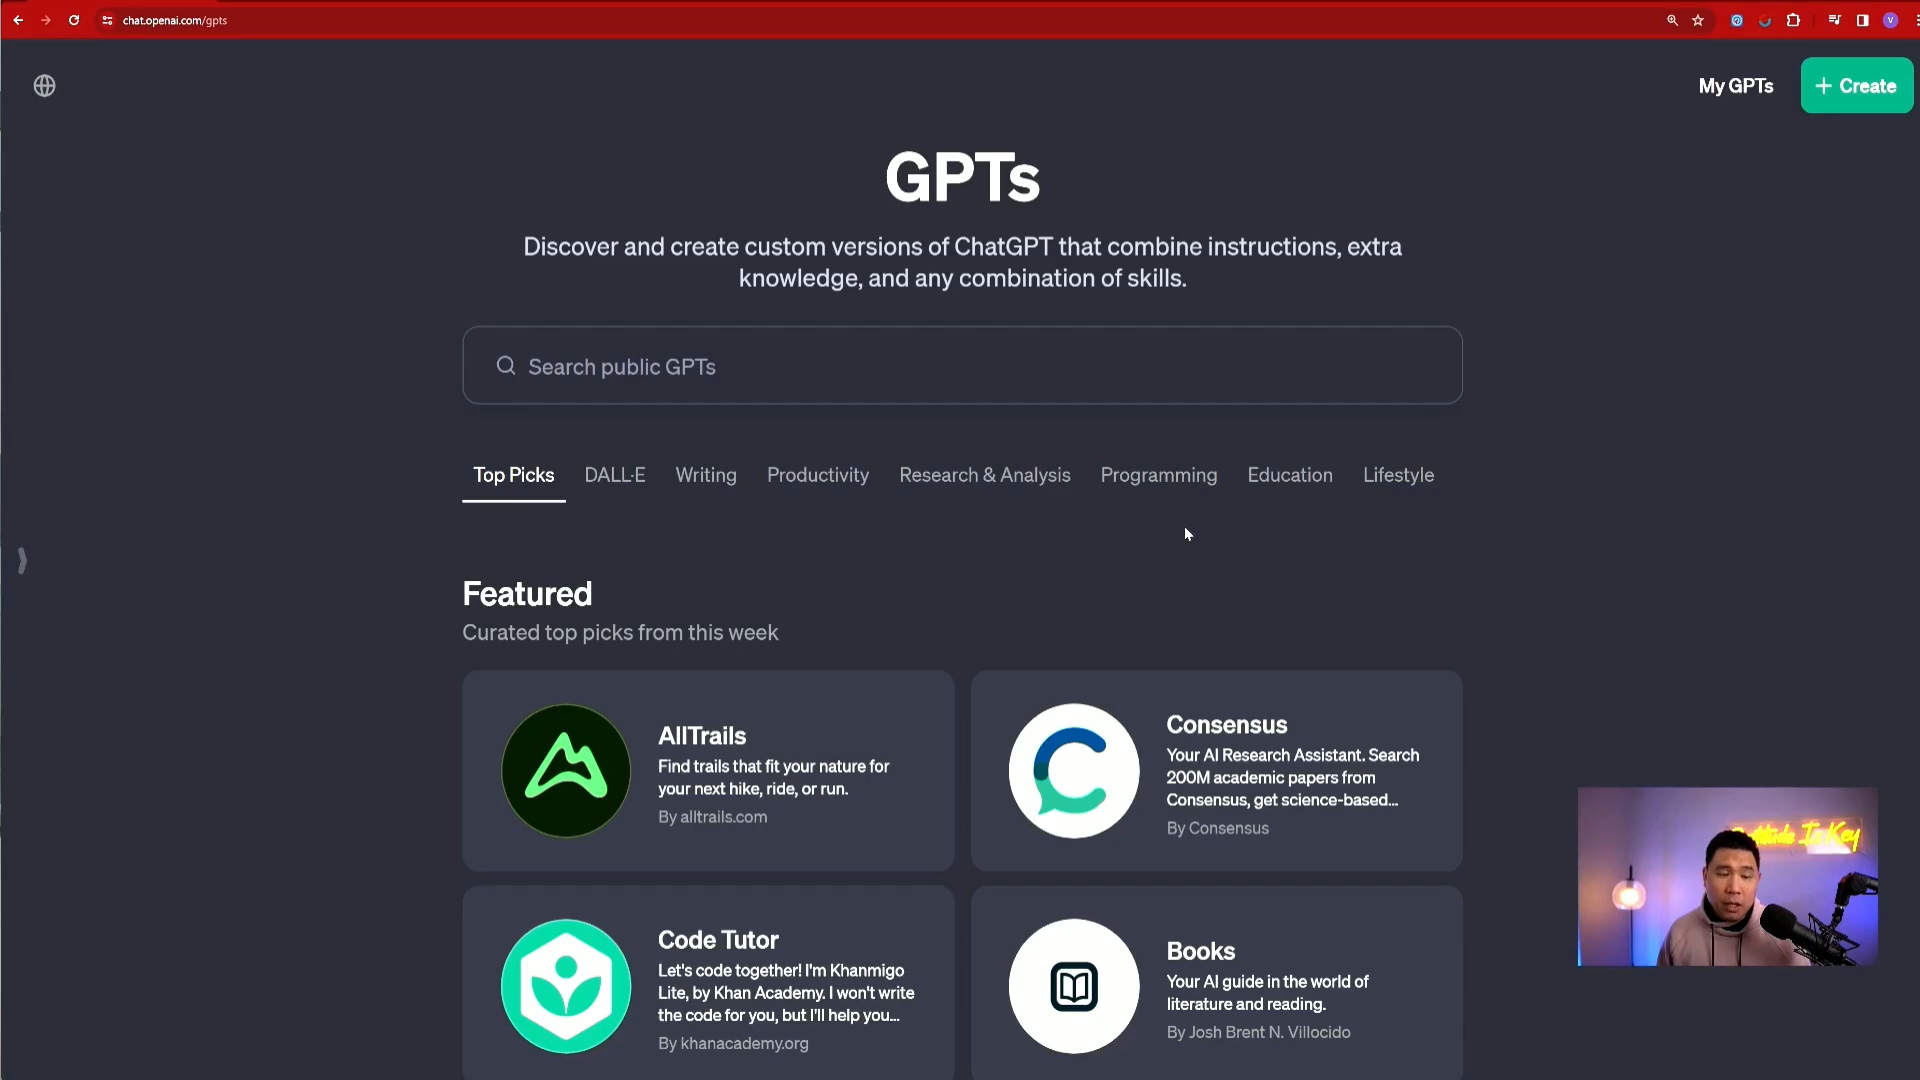 chat.openai.com/gpts
V
My GPTs
+ Create
GPTs
Discover and create custom versions of ChatGPT that combine instructions, extra
knowledge, and any combination of skills.
Search public GPTs
Top Picks DALL·E Writing Productivity Research & Analysis Programming Education Lifestyle
Featured
Curated top picks from this week
AllTrails
Find trails that fit your nature for
your next hike, ride, or run.
By alltrails.com
Consensus
Your AI Research Assistant. Search
200M academic papers from
Consensus, get science-based...
By Consensus
Code Tutor
Let's code together! I'm Khanmigo
Lite, by Khan Academy. I won't write
the code for you, but I'll help you...
By khanacademy.org
Books
Your AI guide in the world of
literature and reading.
By Josh Brent N. Villocido
Is Key